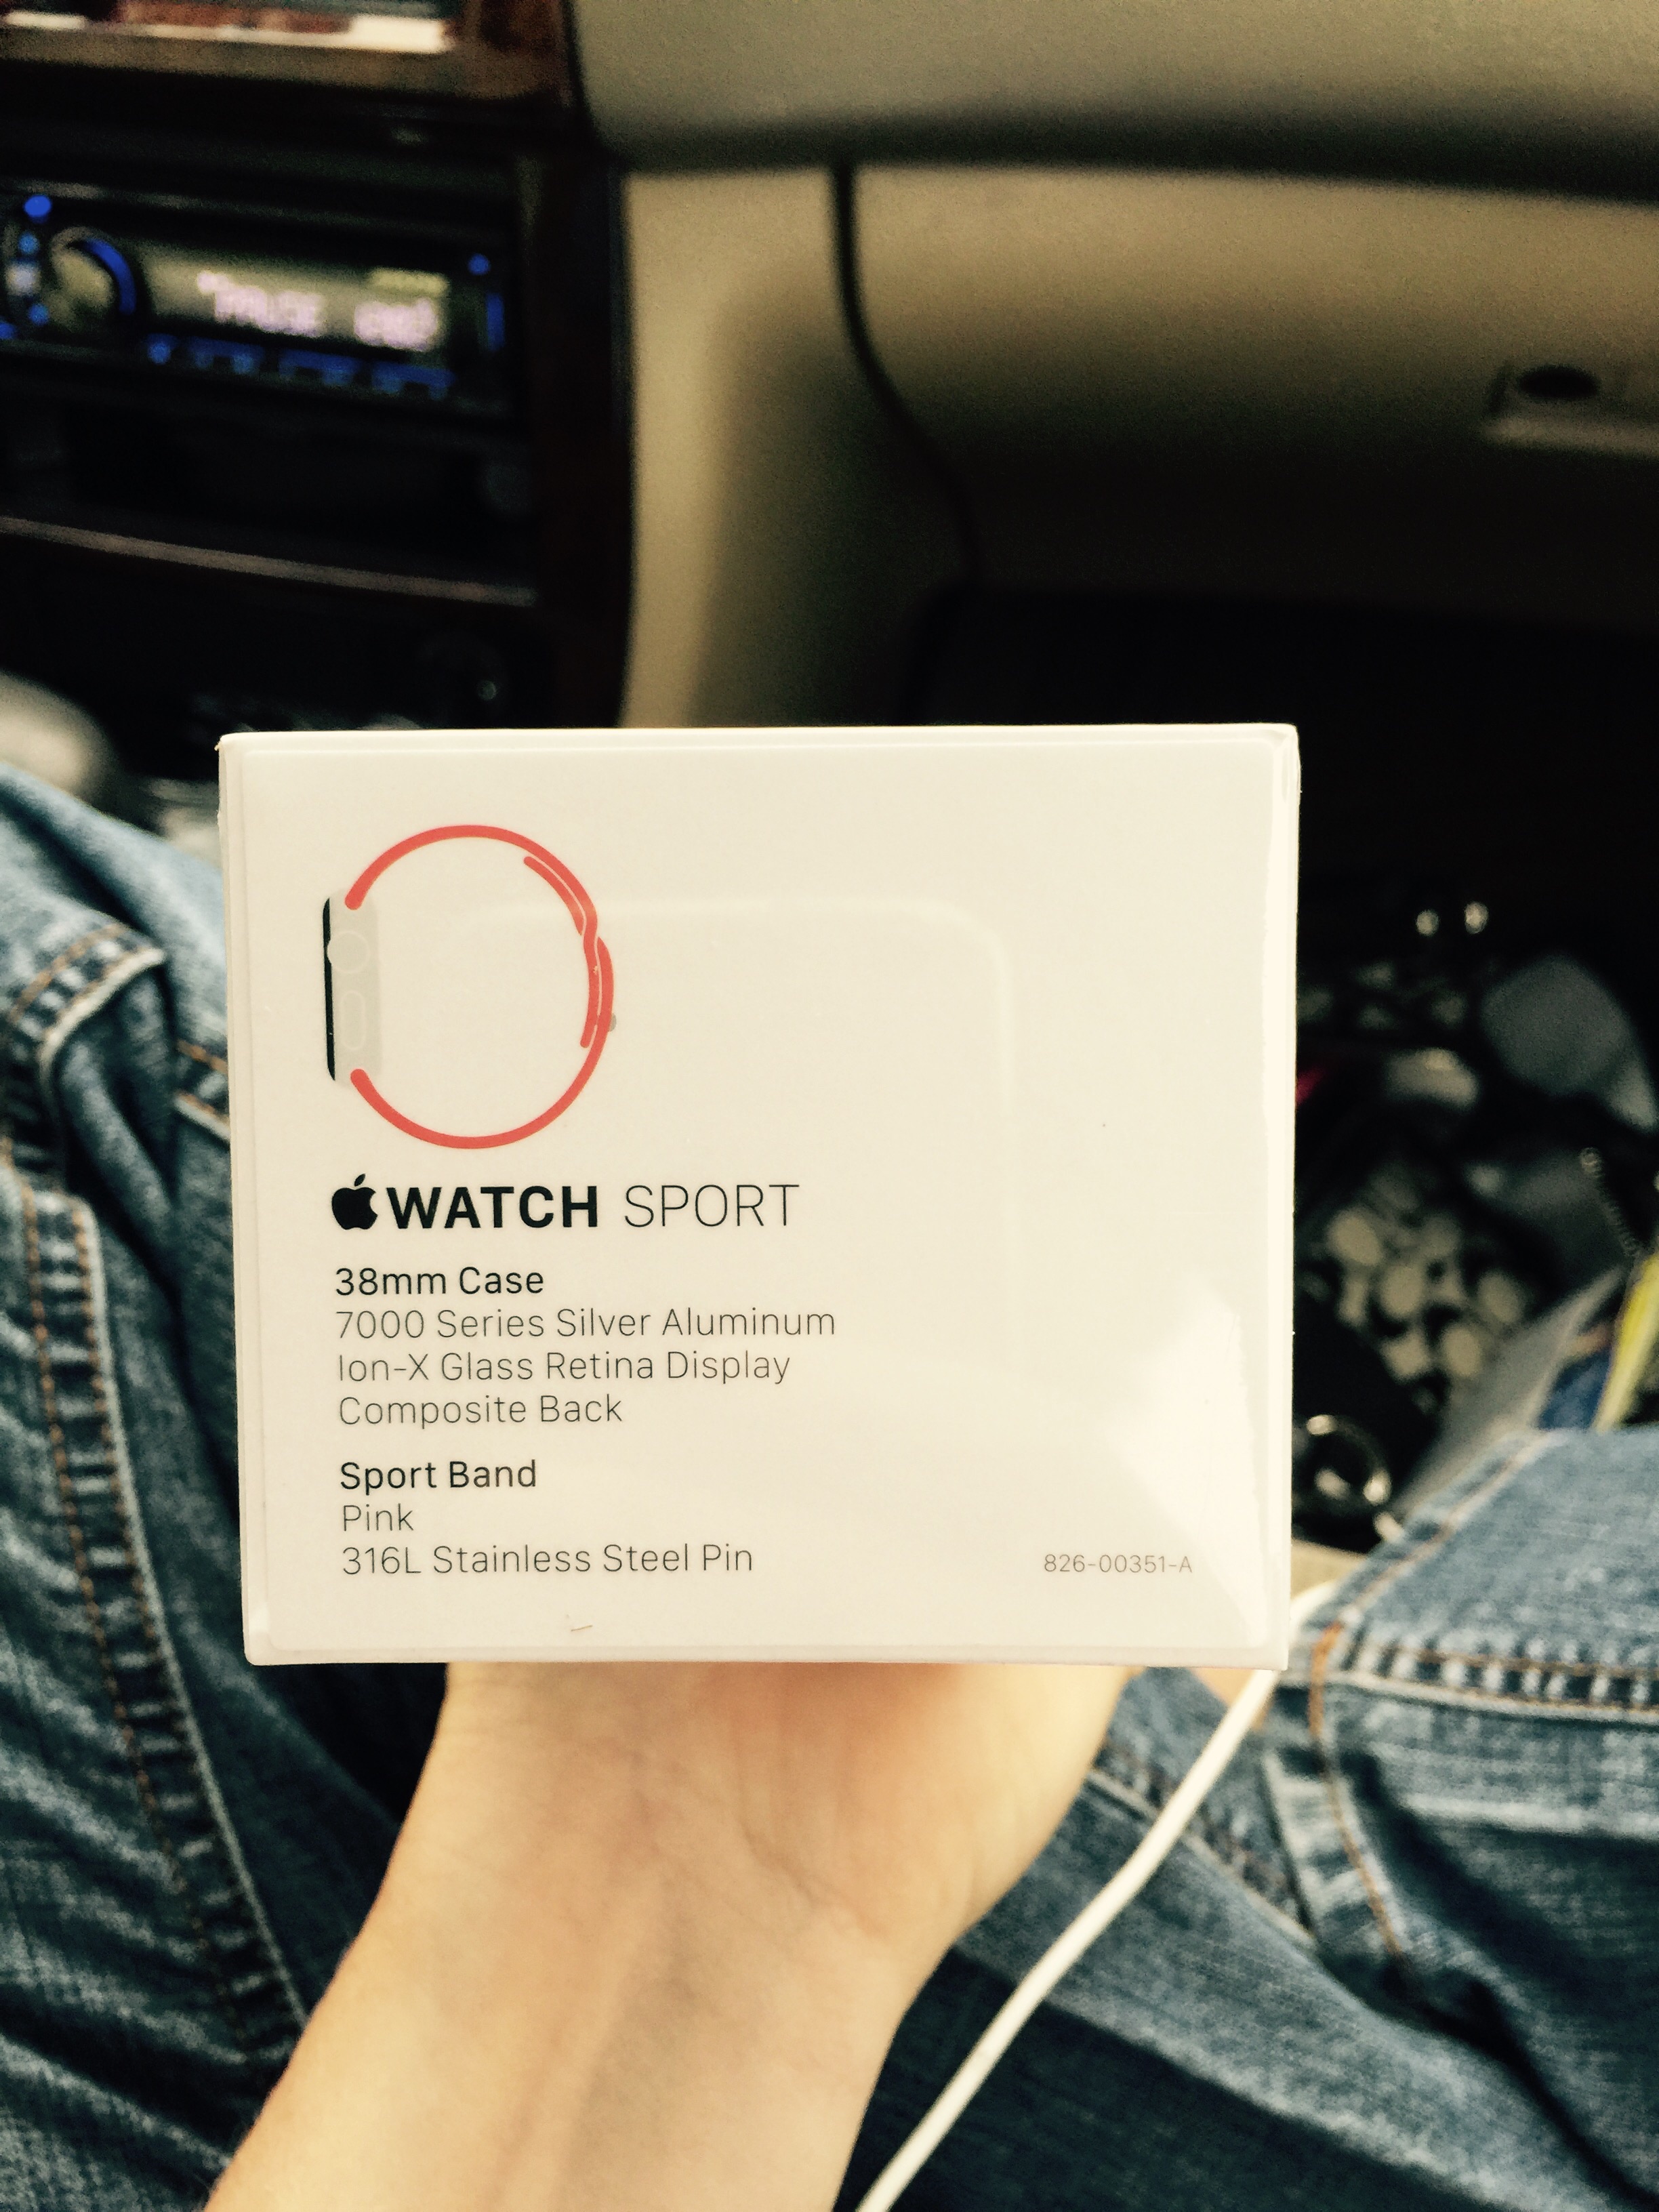 WATCH SPORT
38mm Case
7000 Series Silver Aluminum
Ion-X Glass Retina Display
Composite Back
Sport Band
Pink
316L Stainless Steel Pin
826-00351-A